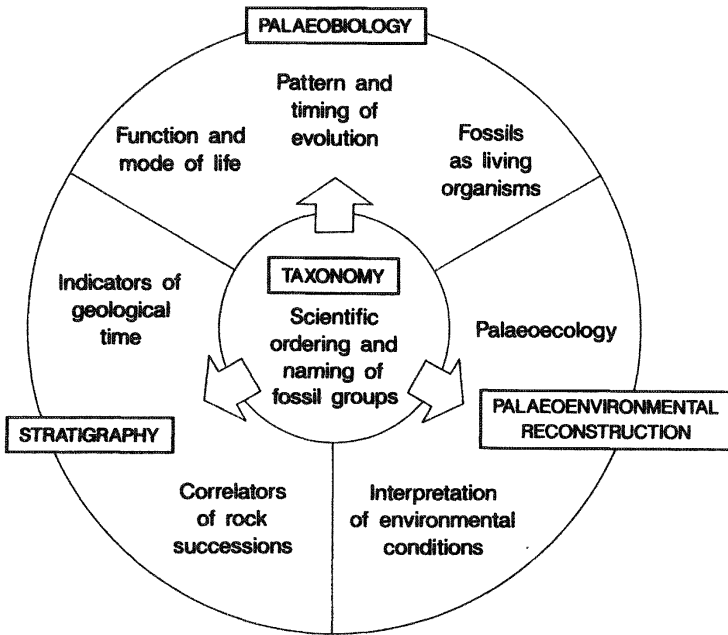 PALAEOBIOLOGY
Pattern and
timing of
evolution
Function and
mode of life
Fossils
as living
organisms
TAXONOMY
Scientific
ordering and
naming of
fossil groups
Indicators of
geological
time
Palaeoecology
STRATIGRAPHY
PALAEOENVIRONMENTAL
RECONSTRUCTION
Correlators
of rock
successions
Interpretation
of environmental
conditions